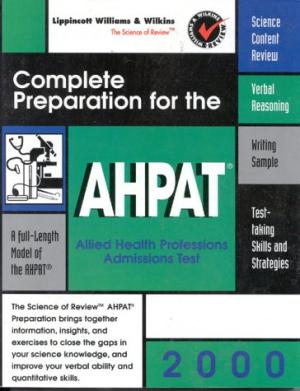 Lippincott Williams & Wilkins
The Science of Review™
WILLIAMS & WILKINS
REVIEW
Complete
Preparation for the
AHPAT®
Allied Health Professions
Admissions Test
Science
Content
Review
Verbal
Reasoning
Writing
Sample
Test-
taking
Skills and
Strategies
A Full-Length
Model of
the AHPAT®
The Science of Review™ AHPAT®
Preparation brings together
information, insights, and
exercises to close the gaps in
your science knowledge, and
improve your verbal ability and
quantitative skills.
2000